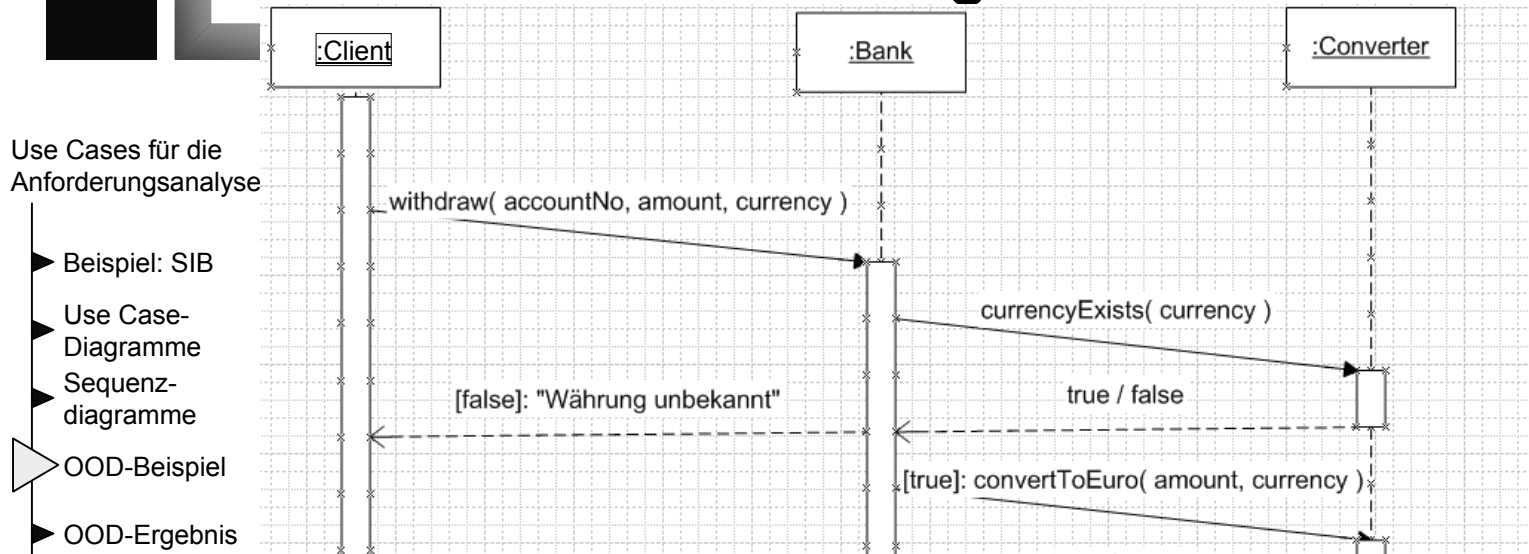 :Client
:Bank
:Converter
Use Cases für die
Anforderungsanalyse
Beispiel: SIB
Use Case-
Diagramme
Sequenz-
diagramme
OOD-Beispiel
OOD-Ergebnis
withdraw( accountNo, amount, currency )
currencyExists( currency )
true / false
[false]: "Währung unbekannt"
[true]: convertToEuro( amount, currency )